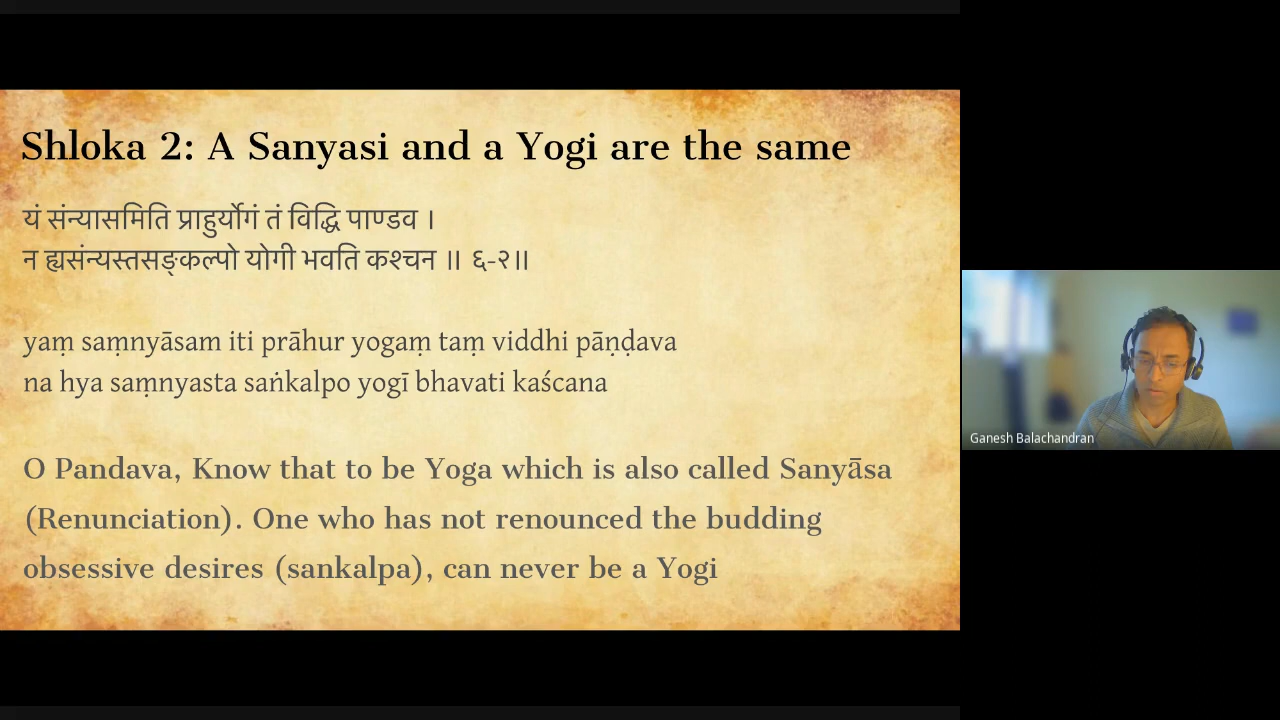 Shloka 2: A Sanyasi and a Yogi are the same
यं संन्यासमिति प्राहुर्योगं तं विद्धि पाण्डव ।
न ह्यसंन्यस्तसङ्कल्पो योगी भवति कश्चन ॥ ६-२॥
yaṃ saṃnyāsam iti prāhur yogaṃ taṃ viddhi pāṇḍava
na hya saṃnyasta saṅkalpo yogī bhavati kaścana
O Pandava, Know that to be Yoga which is also called Sanyāsa
(Renunciation). One who has not renounced the budding
obsessive desires (sankalpa), can never be a Yogi
Ganesh Balachandran